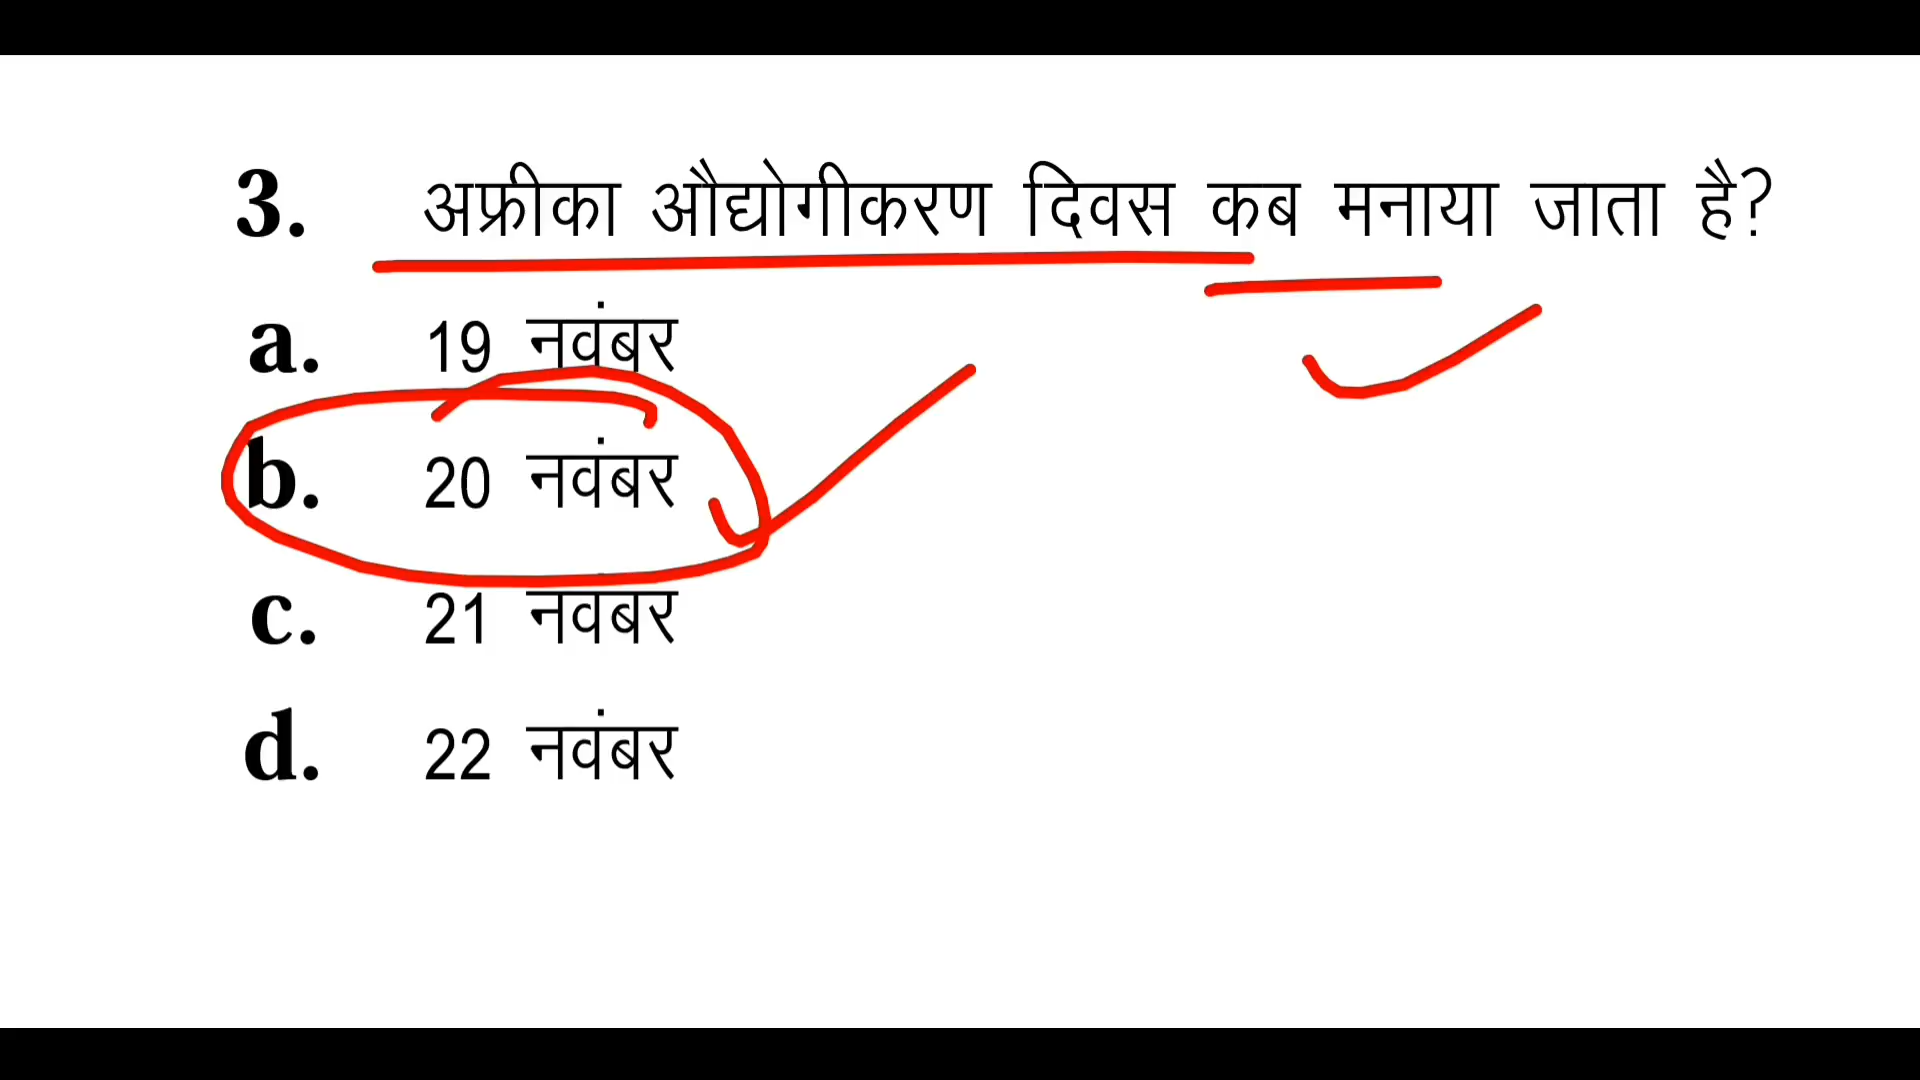 3. अफ्रीका औद्योगीकरण दिवस कब मनाया जाता है?
a. 19 नवंबर
b. 20 नवंबर
c. 21 नवंबर
d. 22 नवंबर